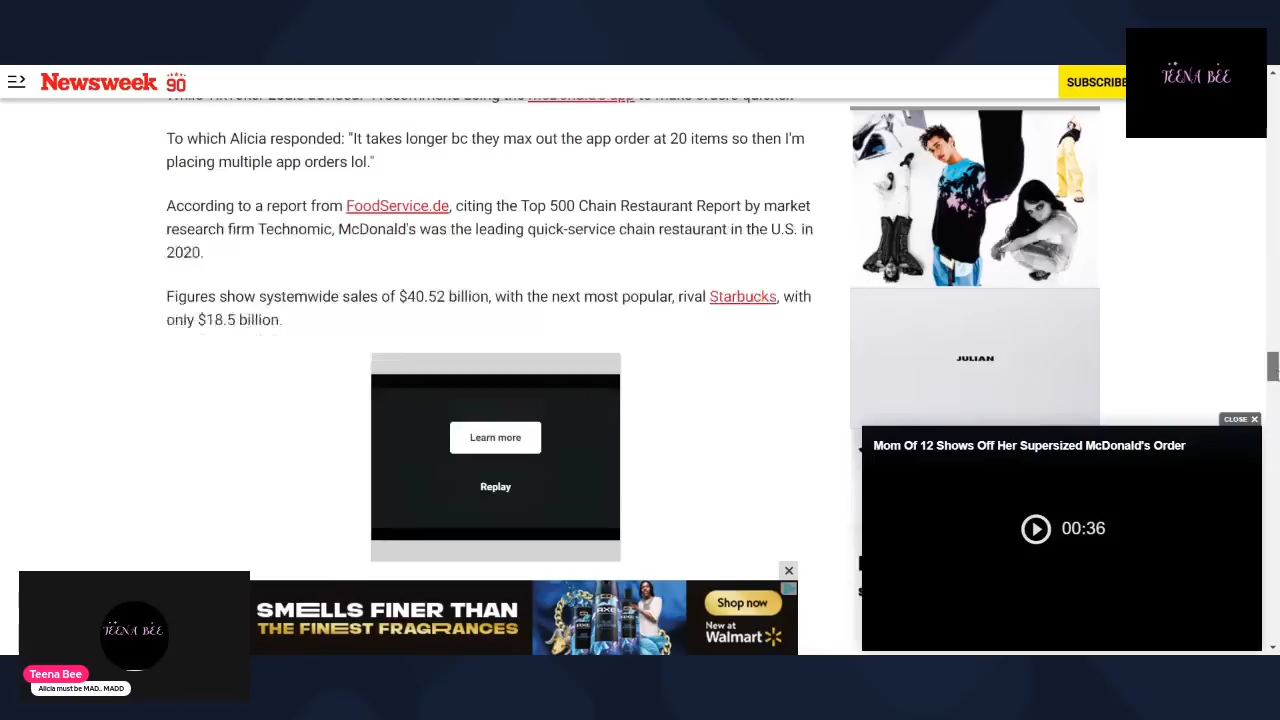 Newsweek 90
SUBSCRIBE
TEENA BEE
To which Alicia responded: "It takes longer bc they max out the app order at 20 items so then I'm
placing multiple app orders lol."
According to a report from FoodService.de, citing the Top 500 Chain Restaurant Report by market
research firm Technomic, McDonald's was the leading quick-service chain restaurant in the U.S. in
2020.
Figures show systemwide sales of $40.52 billion, with the next most popular, rival Starbucks, with
only $18.5 billion.
JULIAN
Learn more
Replay
CLOSE X
Mom Of 12 Shows Off Her Supersized McDonald's Order
00:36
SMELLS FINER THAN
THE FINEST FRAGRANCES
AXE
Shop now
New at
Walmart
TEENA BEE
Teena Bee
Alicia must be MAD.. MADD